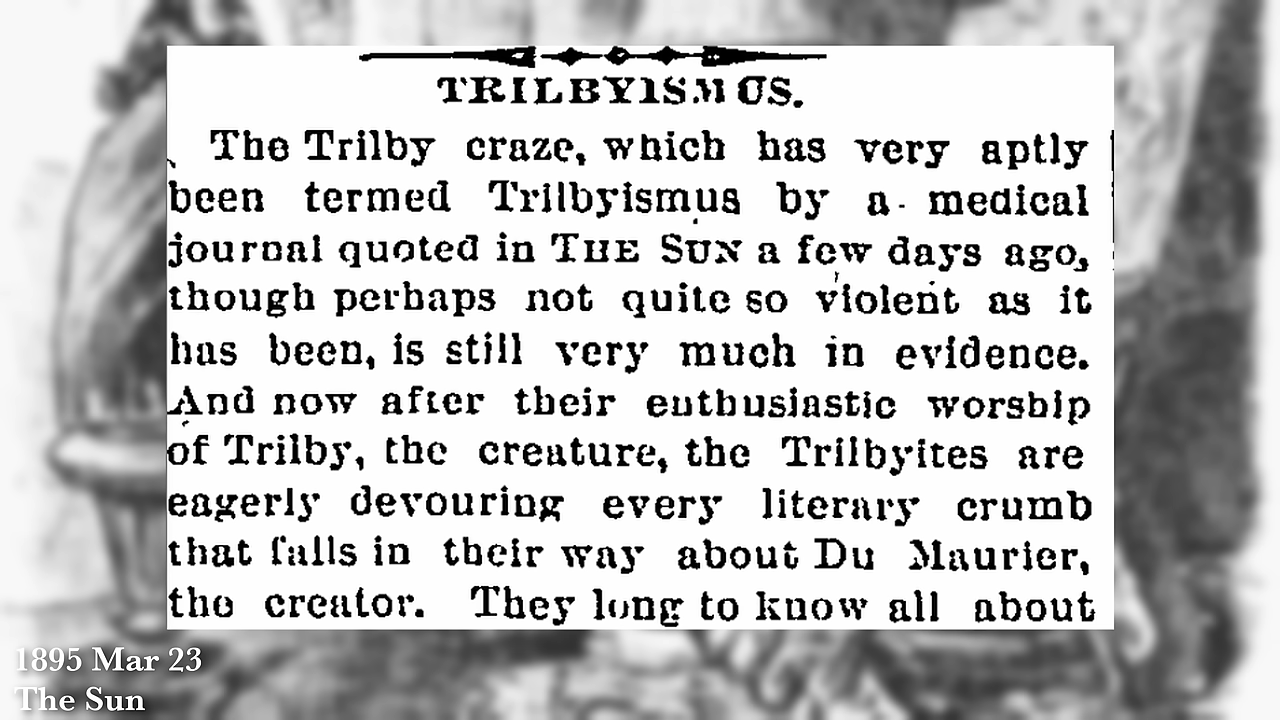 TRILBYISMUS.
The Trilby craze, which has very aptly
been termed Trilbyismus by a medical
journal quoted in THE SUN a few days ago,
though perhaps not quite so violent as it
has been, is still very much in evidence.
And now after their enthusiastic worship
of Trilby, the creature, the Trilbyites are
eagerly devouring every literary crumb
that falls in their way about Du Maurier,
the creator. They long to know all about
1895 Mar 23
The Sun